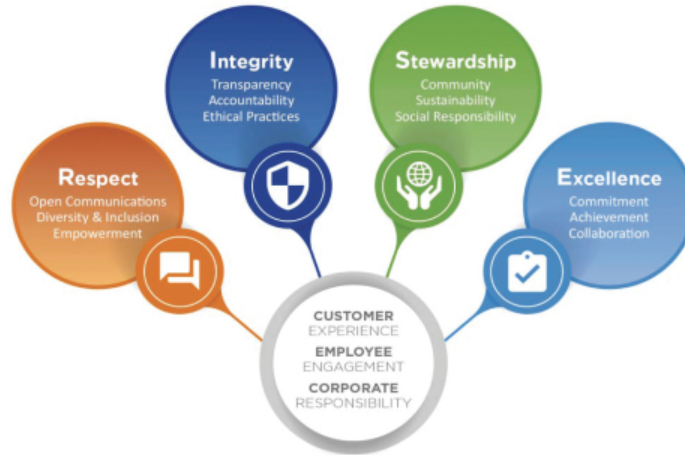 Integrity
Transparency
Accountability
Ethical Practices
Stewardship
Community
Sustainability
Social Responsibility
Respect
Open Communications
Diversity & Inclusion
Empowerment
Excellence
Commitment
Achievement
Collaboration
CUSTOMER
EXPERIENCE
EMPLOYEE
ENGAGEMENT
CORPORATE
RESPONSIBILITY